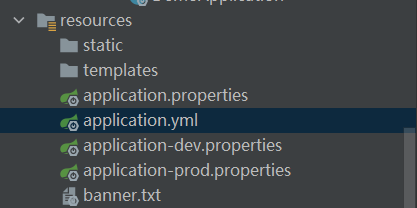 resources
static
templates
application.properties
application.yml
application-dev.properties
application-prod.properties
banner.txt